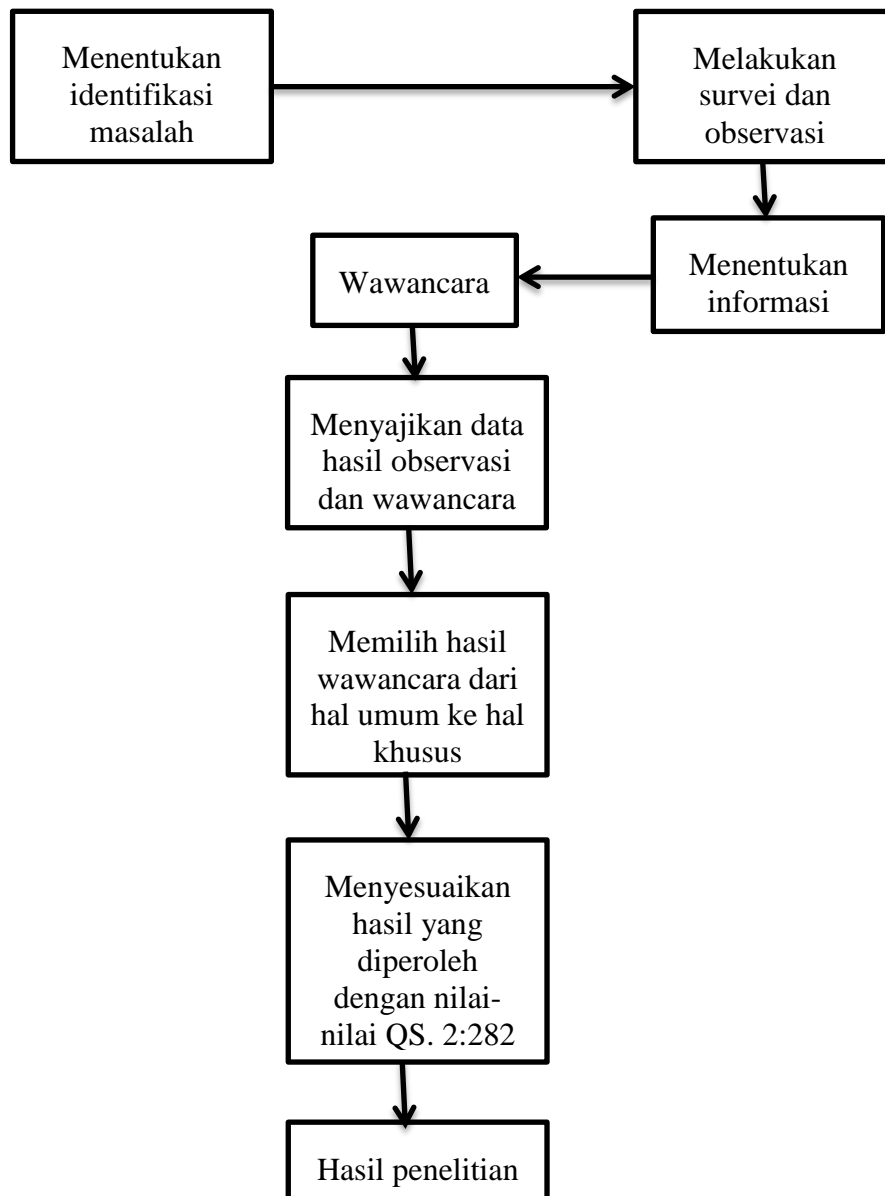 Menentukan
identifikasi
masalah
Melakukan
survei dan
observasi
Menentukan
informasi
Wawancara
Menyajikan data
hasil observasi
dan wawancara
Memilih hasil
wawancara dari
hal umum ke hal
khusus
Menyesuaikan
hasil yang
diperoleh
dengan nilai-
nilai QS. 2:282
Hasil penelitian